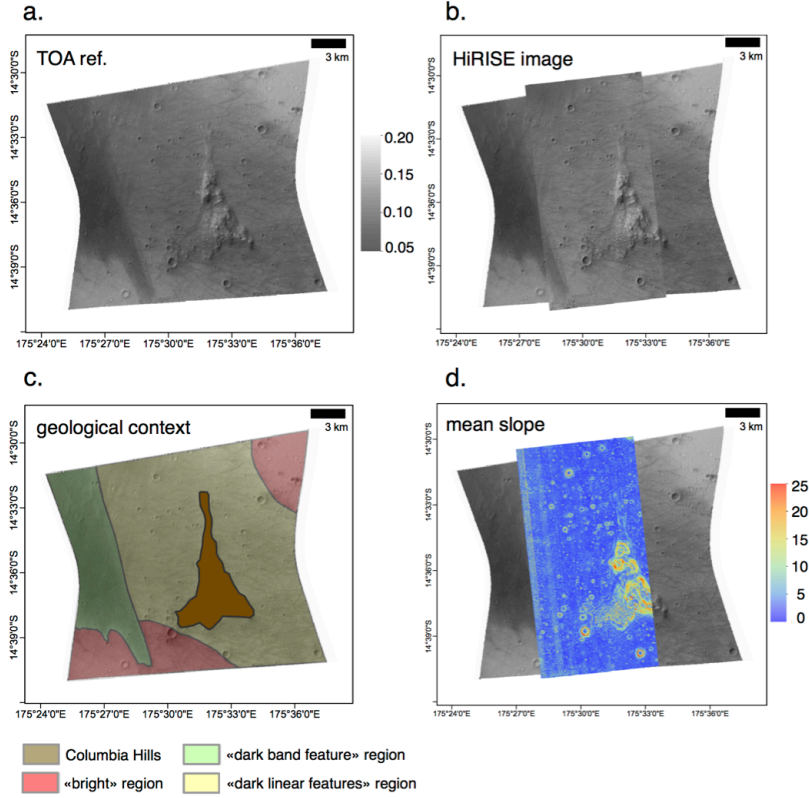 a.
TOA ref.
3 km
14°30'0"S
14°33'0"S
14°36'0"S
14°39'0"S
0.20
0.15
0.10
0.05
175°24'0"E 175°27'0"E 175°30'0"E 175°33'0"E 175°36'0"E
b.
HiRISE image
3 km
14°30'0"S
14°33'0"S
14°36'0"S
14°39'0"S
175°24'0"E 175°27'0"E 175°30'0"E 175°33'0"E 175°36'0"E
c.
geological context
3 km
14°30'0"S
14°33'0"S
14°36'0"S
14°39'0"S
175°24'0"E 175°27'0"E 175°30'0"E 175°33'0"E 175°36'0"E
d.
mean slope
3 km
14°30'0"S
14°33'0"S
14°36'0"S
14°39'0"S
25
20
15
10
5
0
175°24'0"E 175°27'0"E 175°30'0"E 175°33'0"E 175°36'0"E
Columbia Hills
«dark band feature» region
«bright» region
«dark linear features» region